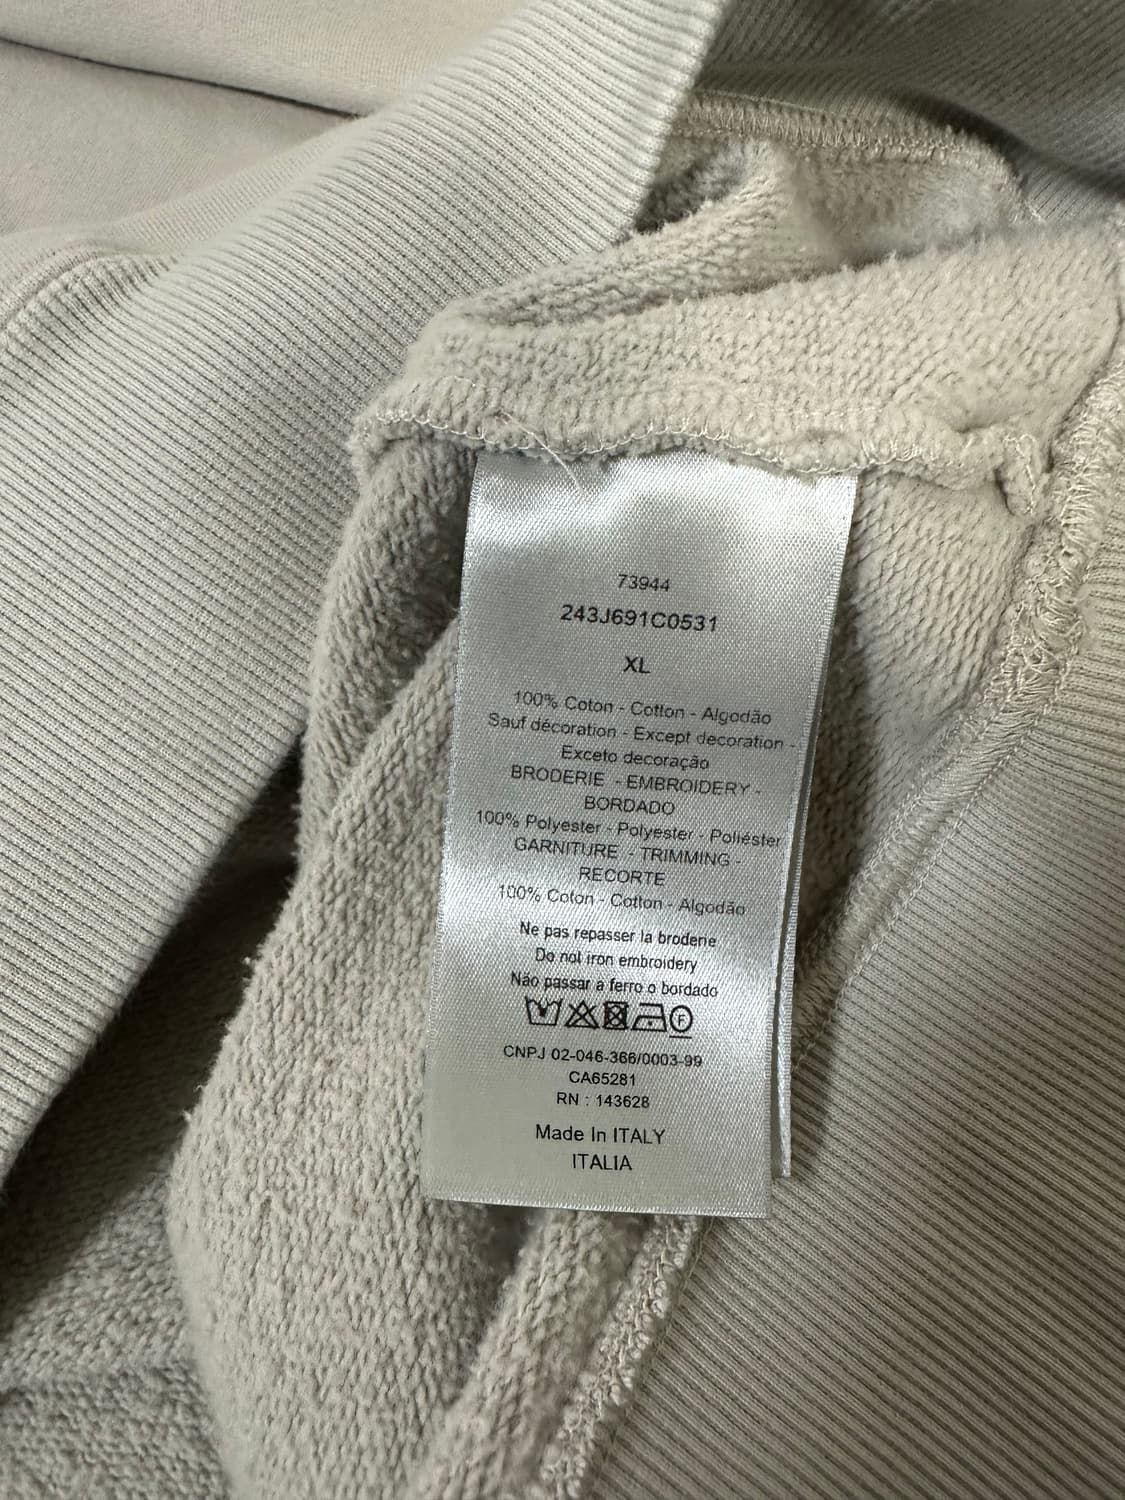 73944
243J691C0531
XL
100% Coton - Cotton - Algodão
Sauf décoration - Except decoration -
Exceto decoração
BRODERIE - EMBROIDERY -
BORDADO
100% Polyester - Polyester - Poliéster
GARNITURE - TRIMMING -
RECORTE
100% Coton - Cotton - Algodão
Ne pas repasser la broderie
Do not iron embroidery
Não passar a ferro o bordado
F
CNPJ 02-046-366/0003-99
CA65281
RN : 143628
Made In ITALY
ITALIA